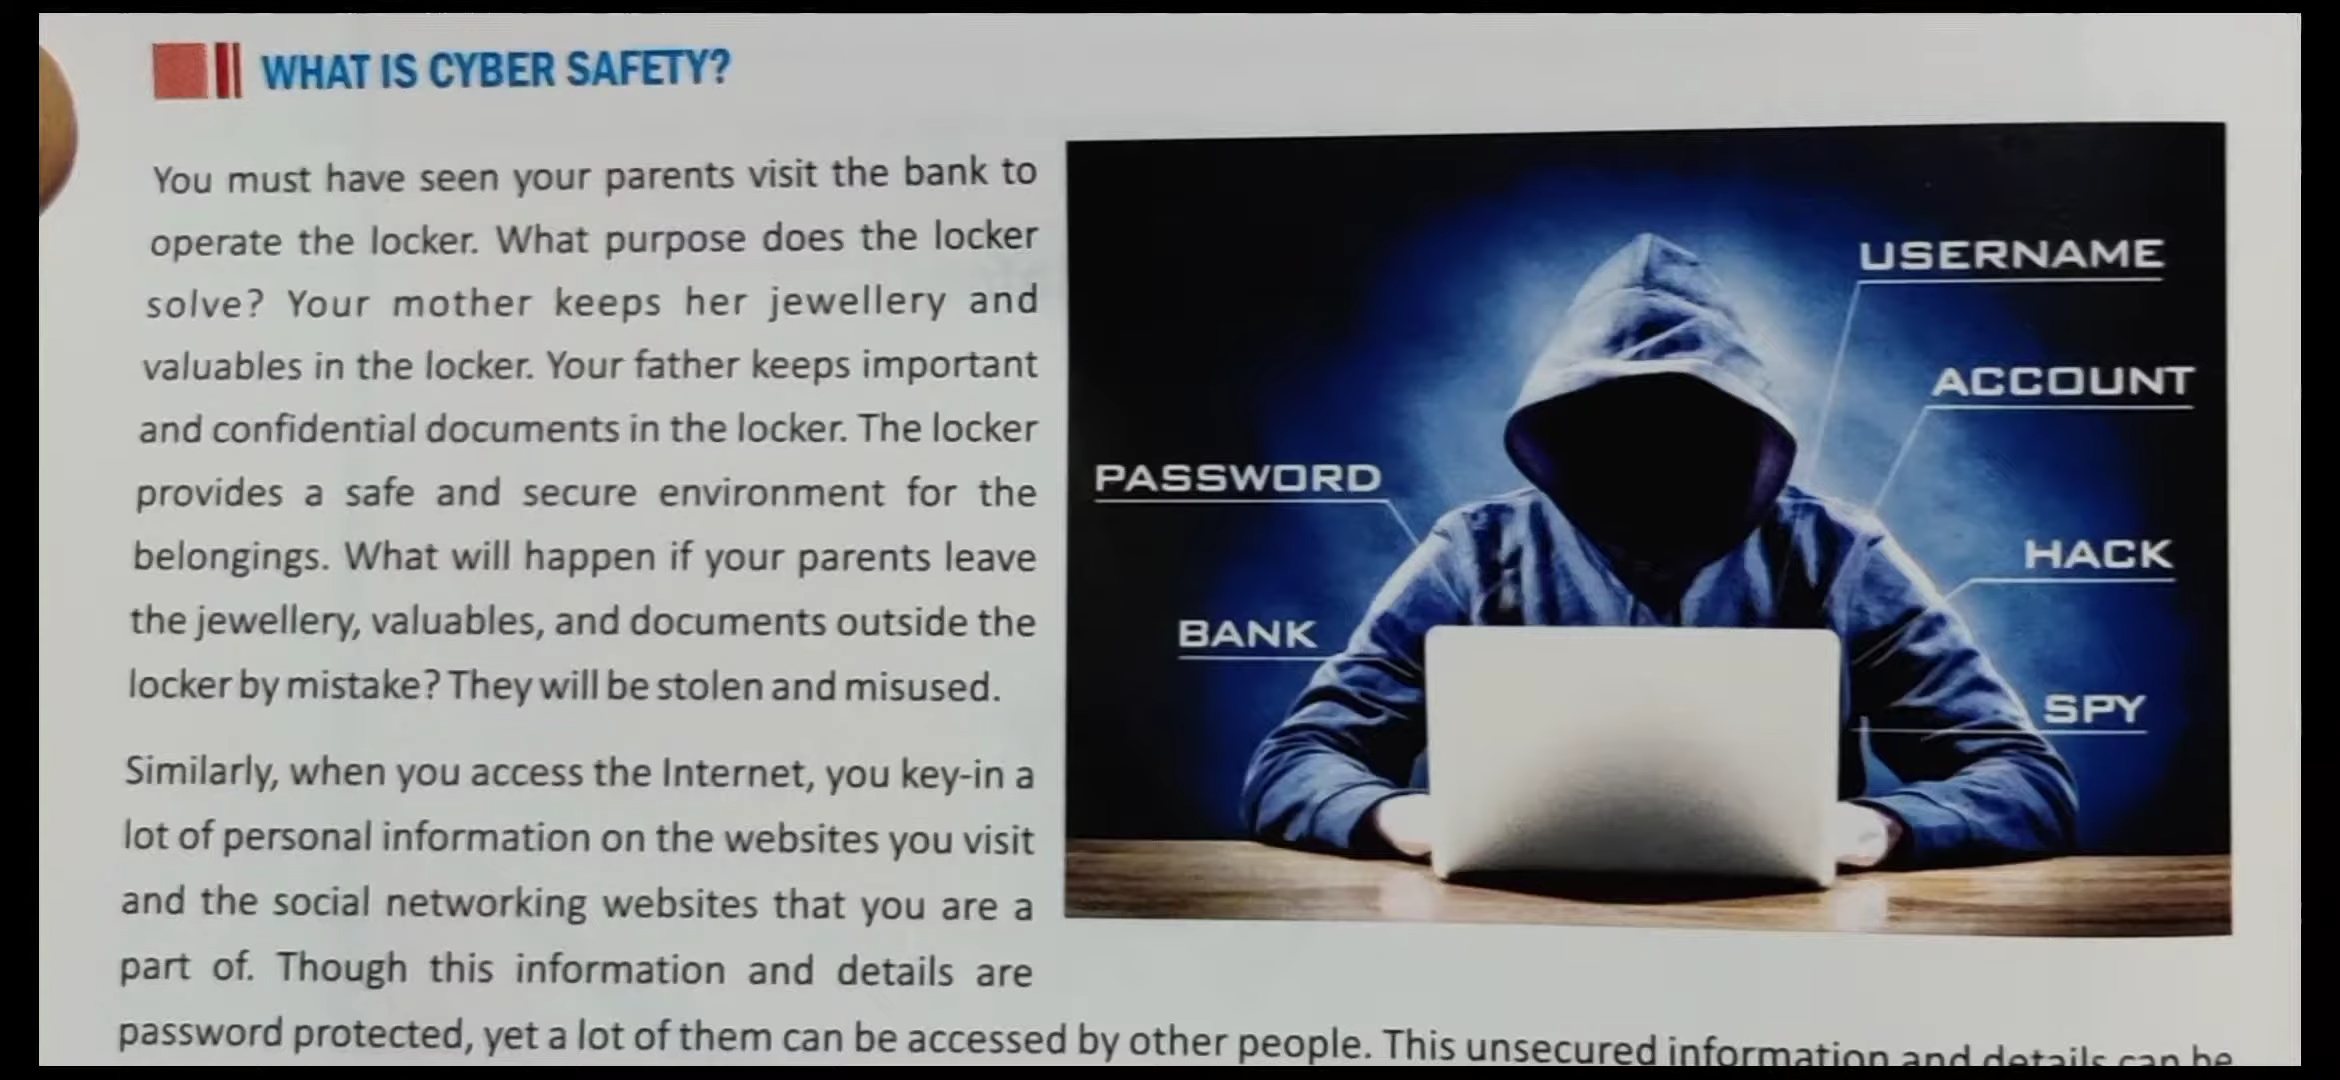 WHAT IS CYBER SAFETY?
You must have seen your parents visit the bank to
operate the locker. What purpose does the locker
solve? Your mother keeps her jewellery and
valuables in the locker. Your father keeps important
and confidential documents in the locker. The locker
provides a safe and secure environment for the
belongings. What will happen if your parents leave
the jewellery, valuables, and documents outside the
locker by mistake? They will be stolen and misused.
Similarly, when you access the Internet, you key-in a
lot of personal information on the websites you visit
and the social networking websites that you are a
part of. Though this information and details are
password protected, yet a lot of them can be accessed by other people. This unsecured information and details can be
USERNAME
ACCOUNT
PASSWORD
HACK
BANK
SPY